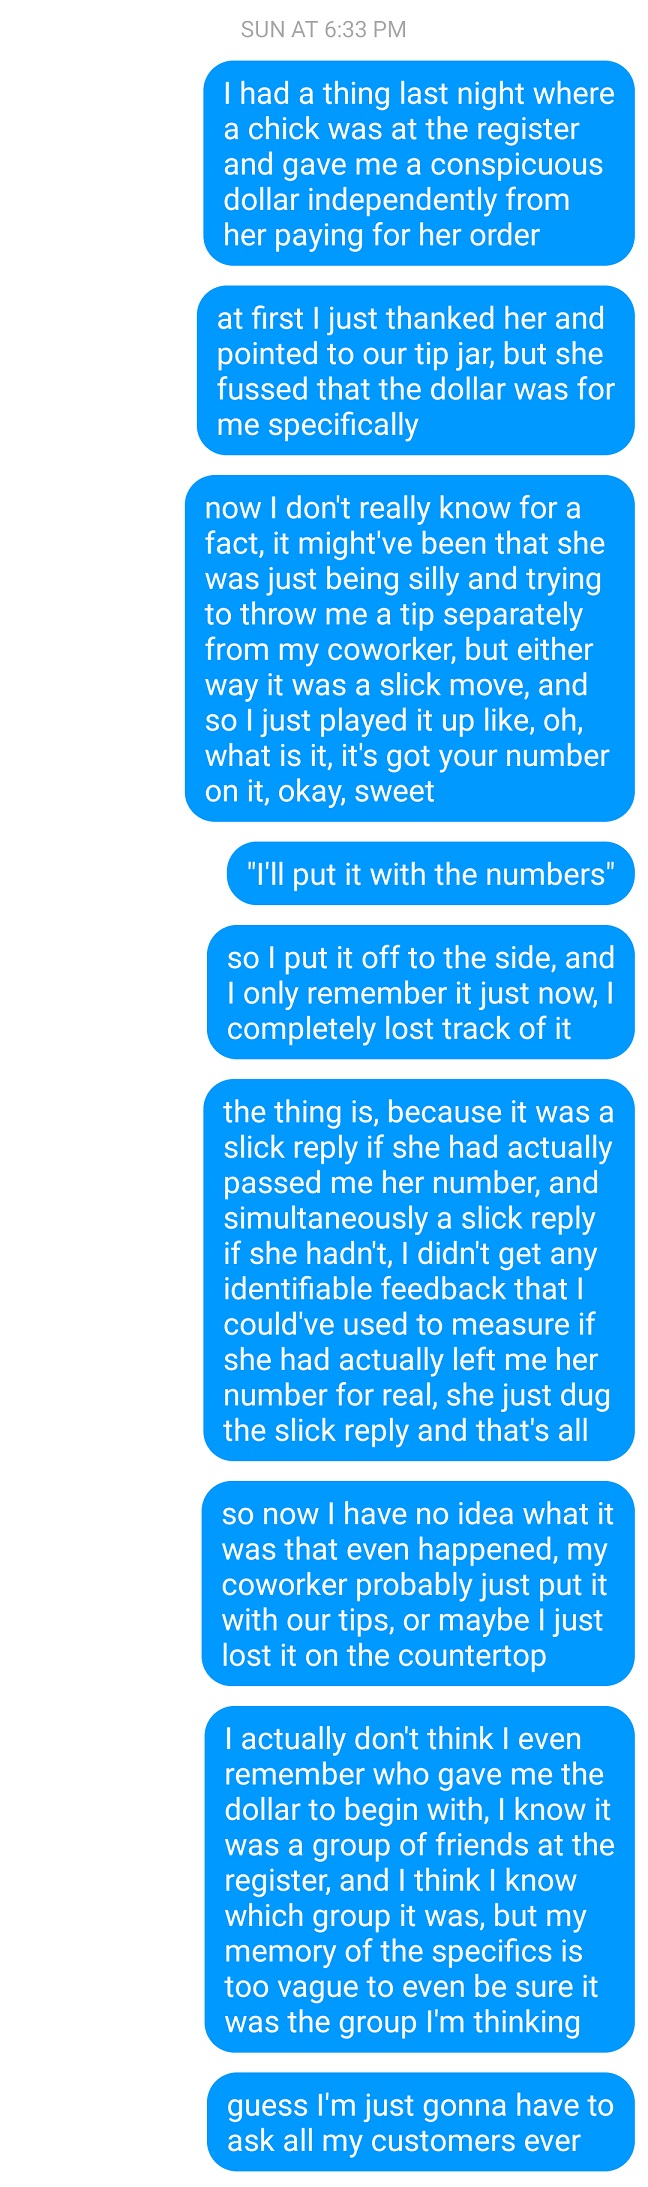 SUN AT 6:33 PM
I had a thing last night where
a chick was at the register
and gave me a conspicuous
dollar independently from
her paying for her order
at first I just thanked her and
pointed to our tip jar, but she
fussed that the dollar was for
me specifically
now I don't really know for a
fact, it might've been that she
was just being silly and trying
to throw me a tip separately
from my coworker, but either
way it was a slick move, and
so I just played it up like, oh,
what is it, it's got your number
on it, okay, sweet
"I'll put it with the numbers"
so I put it off to the side, and
I only remember it just now, I
completely lost track of it
the thing is, because it was a
slick reply if she had actually
passed me her number, and
simultaneously a slick reply
if she hadn't, I didn't get any
identifiable feedback that I
could've used to measure if
she had actually left me her
number for real, she just dug
the slick reply and that's all
so now I have no idea what it
was that even happened, my
coworker probably just put it
with our tips, or maybe I just
lost it on the countertop
I actually don't think I even
remember who gave me the
dollar to begin with, I know it
was a group of friends at the
register, and I think I know
which group it was, but my
memory of the specifics is
too vague to even be sure it
was the group I'm thinking
guess I'm just gonna have to
ask all my customers ever